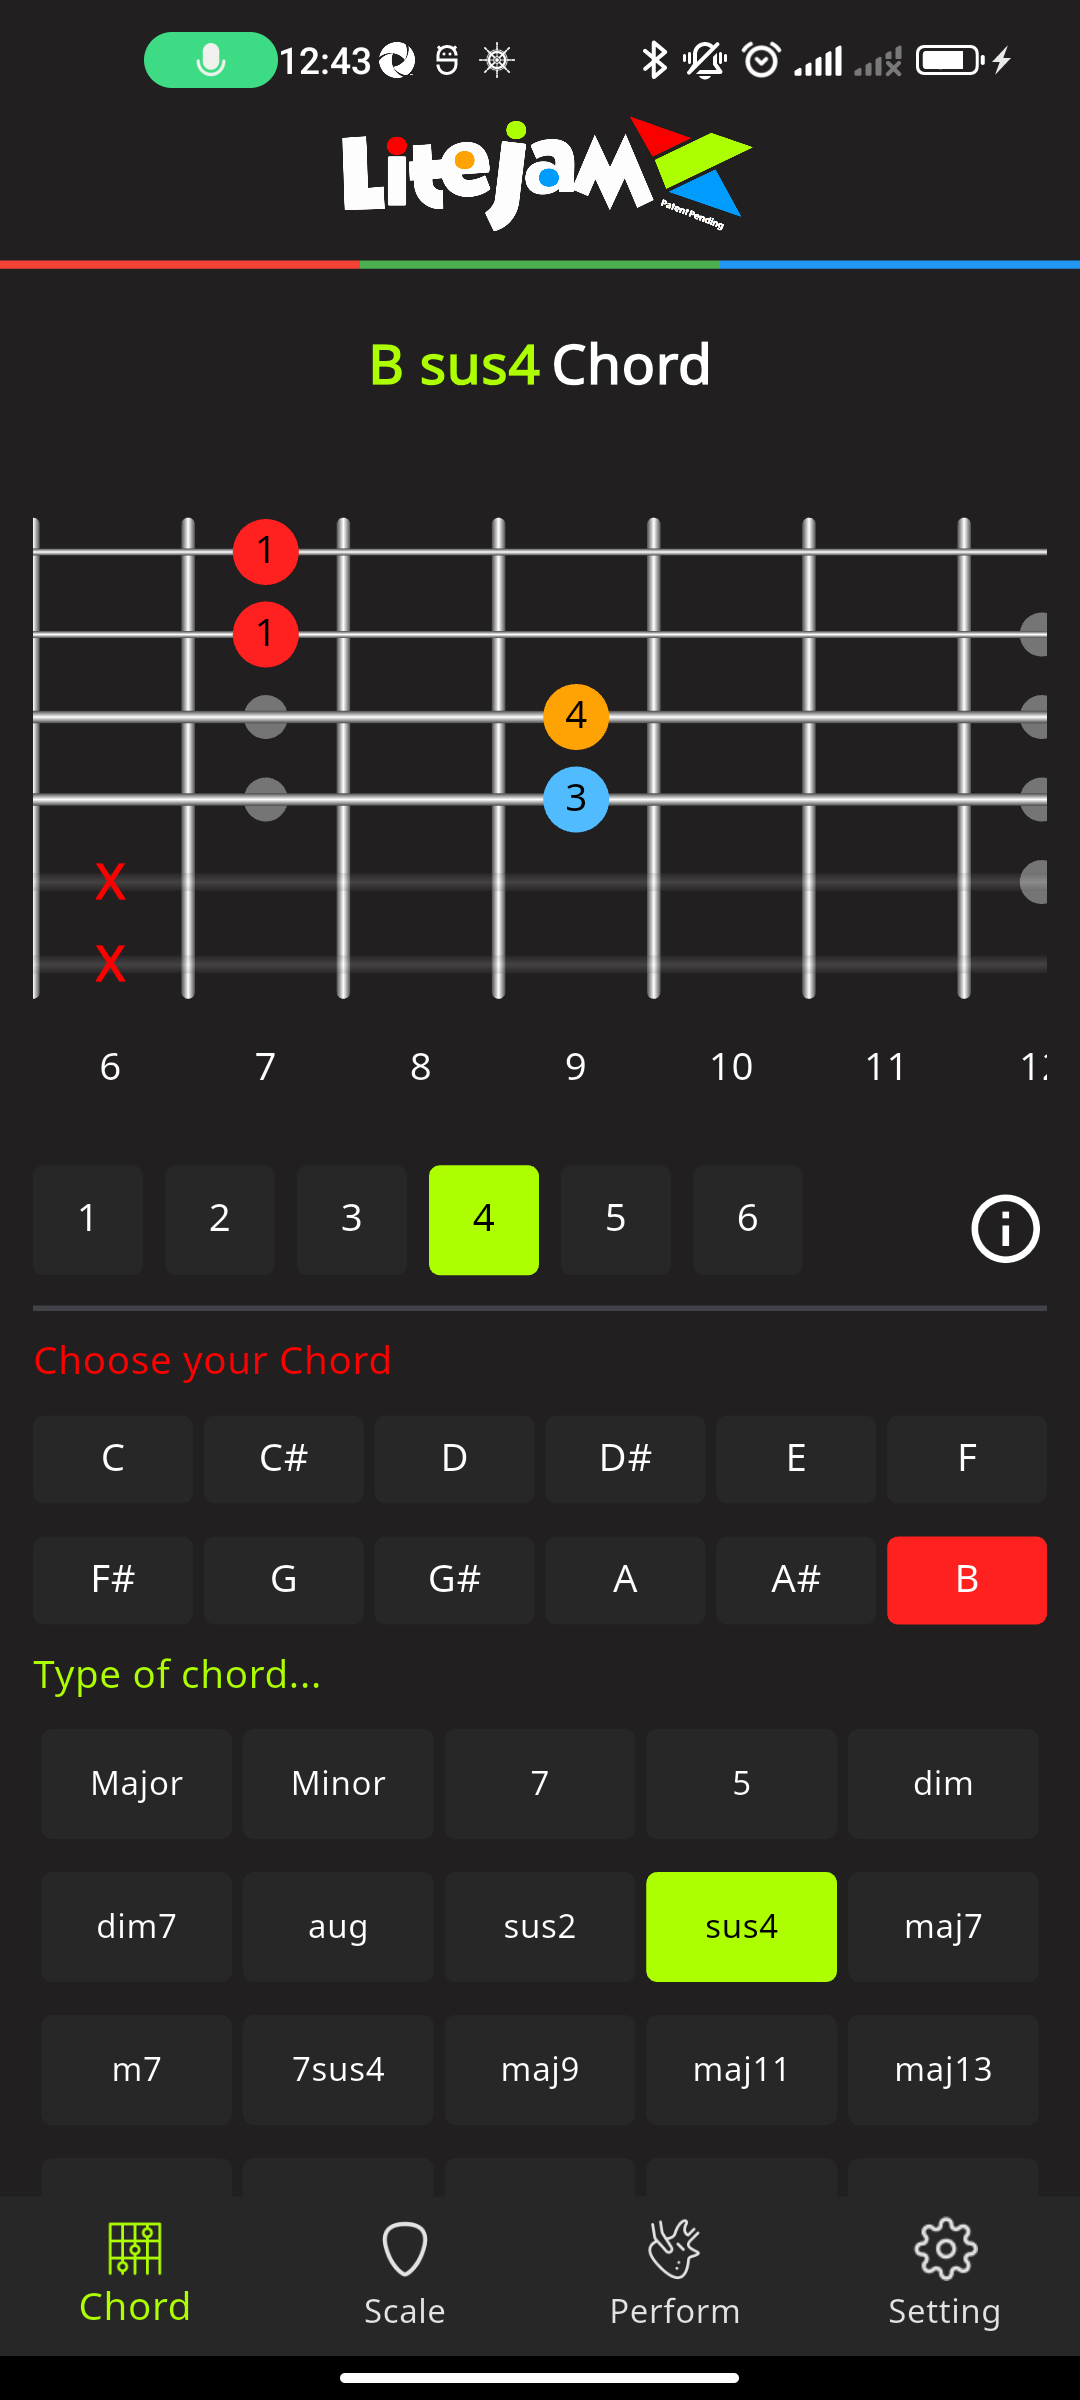 12:43
Litejam
Patent Pending
B sus4 Chord
1
1
4
3
X
X
6 7 8 9 10 11 12
1 2 3 4 5 6
Choose your Chord
C C# D D# E F
F# G G# A A# B
Type of chord...
Major Minor 7 5 dim
dim7 aug sus2 sus4 maj7
m7 7sus4 maj9 maj11 maj13
Chord Scale Perform Setting